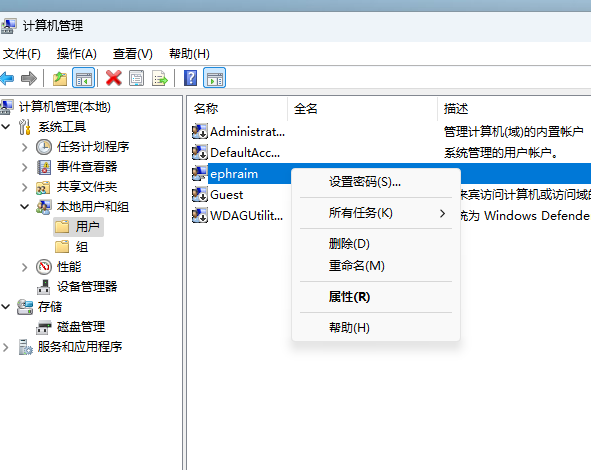 计算机管理
文件(F) 操作(A) 查看(V) 帮助(H)
计算机管理(本地)
系统工具
任务计划程序
事件查看器
共享文件夹
本地用户和组
用户
组
性能
设备管理器
存储
磁盘管理
服务和应用程序
名称 全名 描述
Administrat... 管理计算机(域)的内置帐户
DefaultAcc... 系统管理的用户帐户。
ephraim
Guest 来宾访问计算机或访问域的
WDAGUtilit... 统为 Windows Defende
设置密码(S)...
所有任务(K)
删除(D)
重命名(M)
属性(R)
帮助(H)